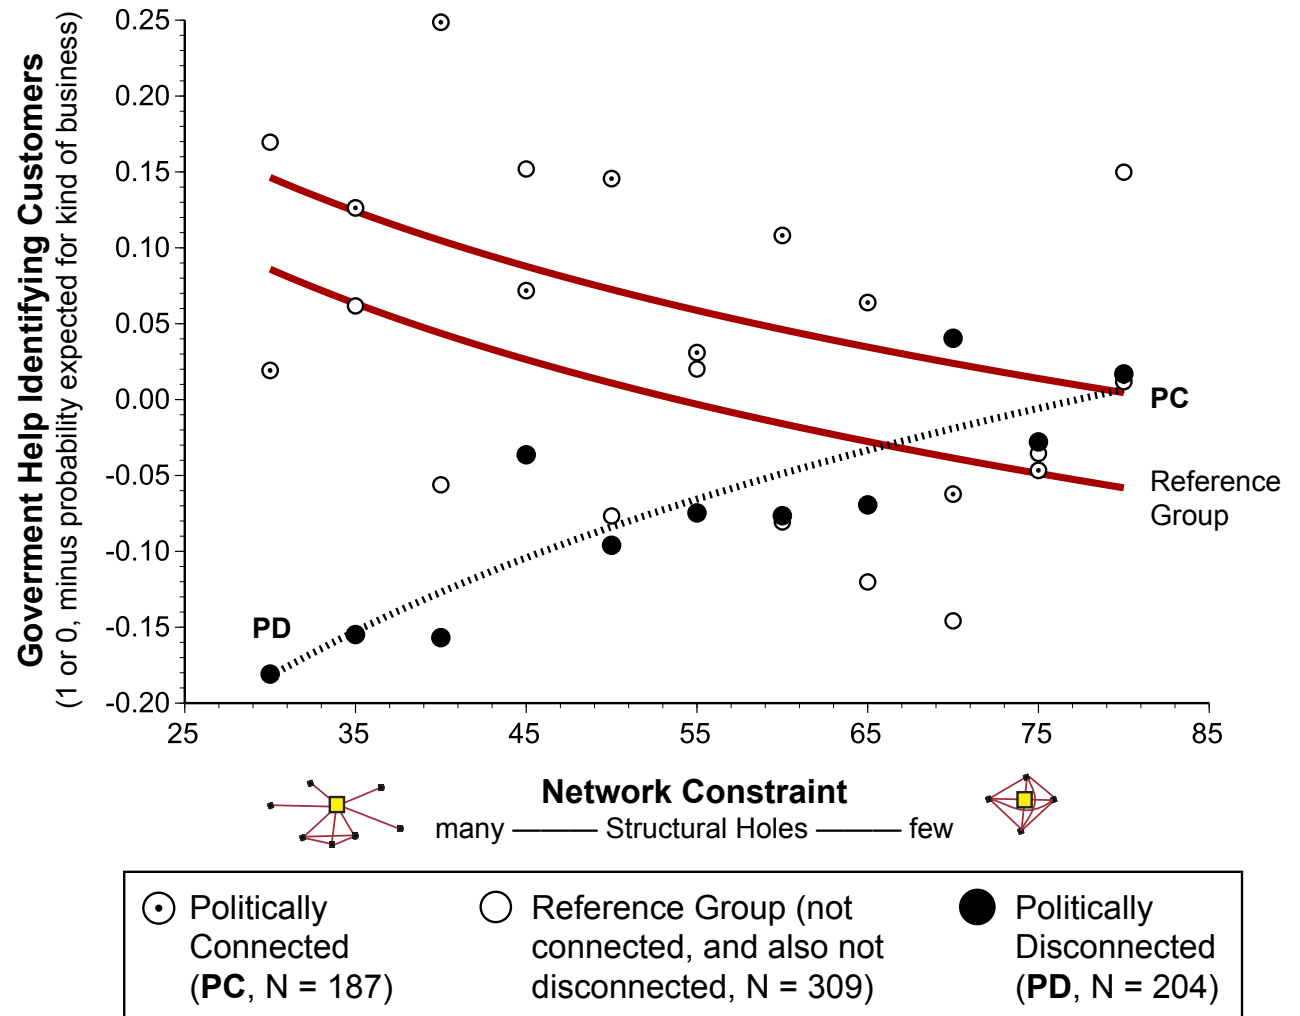 Goverment Help Identifying Customers
(1 or 0, minus probability expected for kind of business)
0.25
0.20
0.15
0.10
0.05
0.00
-0.05
-0.10
-0.15
-0.20
PD
PC
Reference
Group
25 35 45 55 65 75 85
Network Constraint
many ——— Structural Holes ——— few
Politically
Connected
(PC, N = 187)
Reference Group (not
connected, and also not
disconnected, N = 309)
Politically
Disconnected
(PD, N = 204)